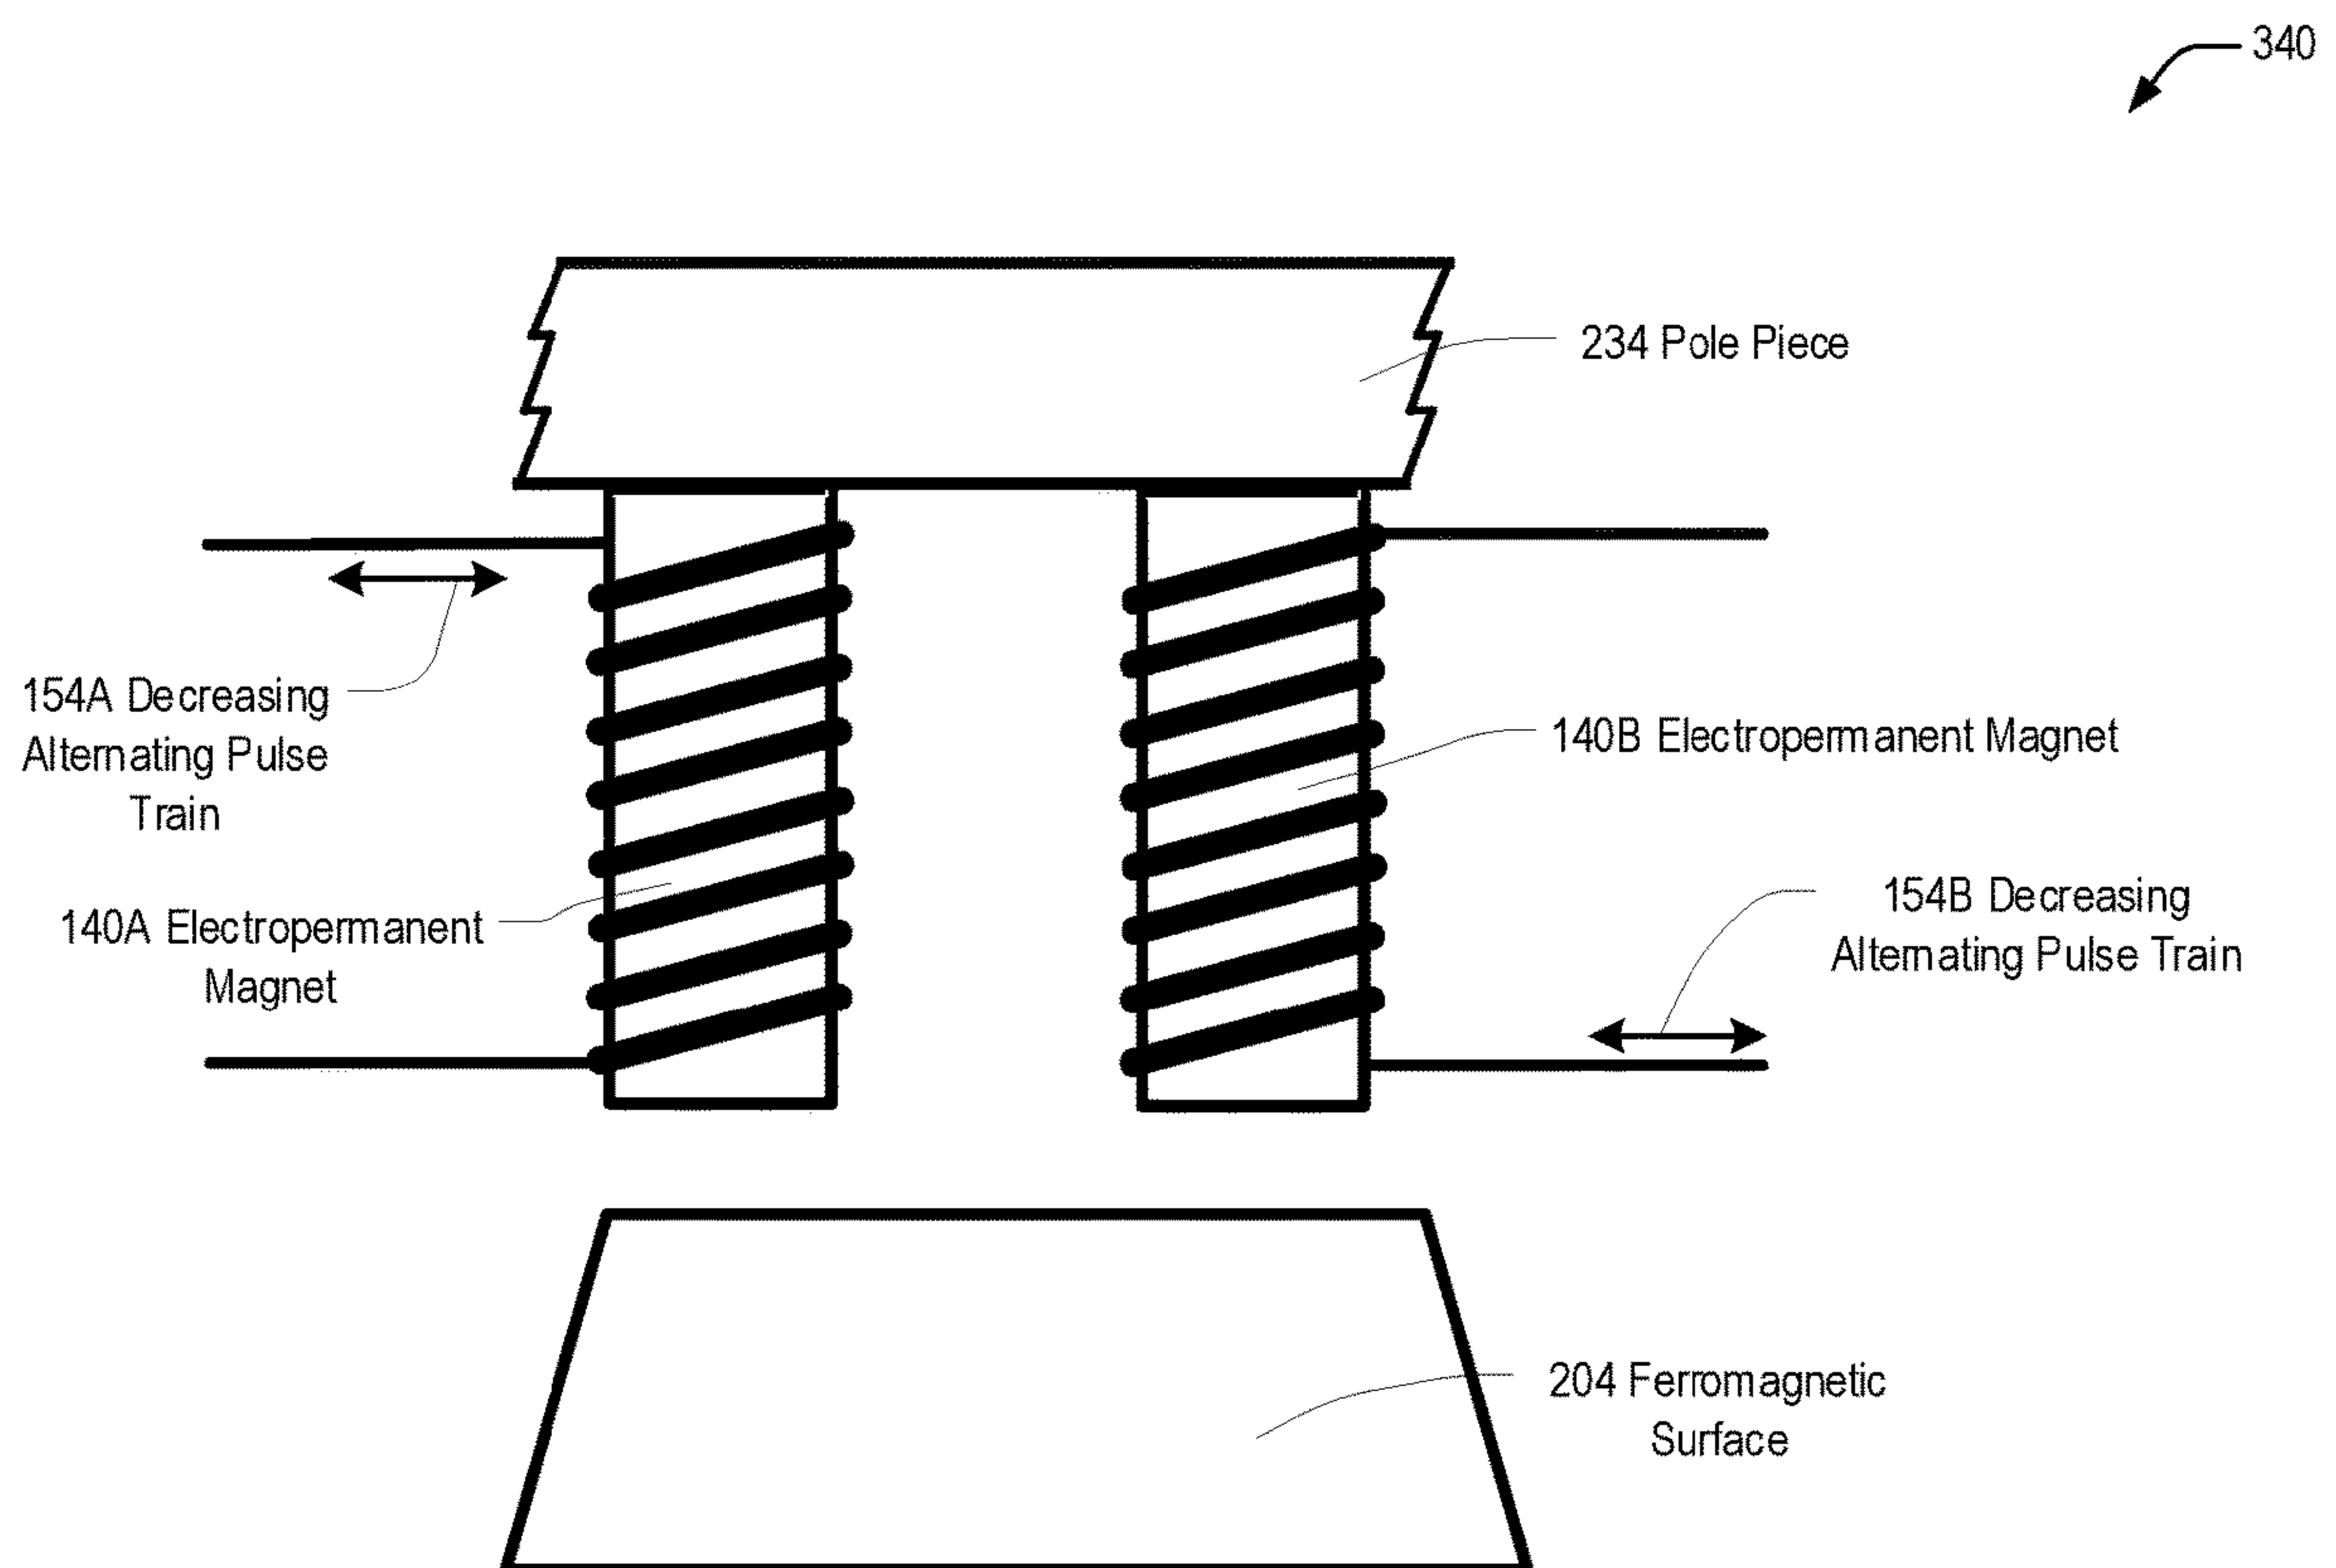 340
234 Pole Piece
154A Decreasing
Alternating Pulse
Train
140B Electropermanent Magnet
140A Electropermanent
Magnet
154B Decreasing
Alternating Pulse Train
204 Ferromagnetic
Surface